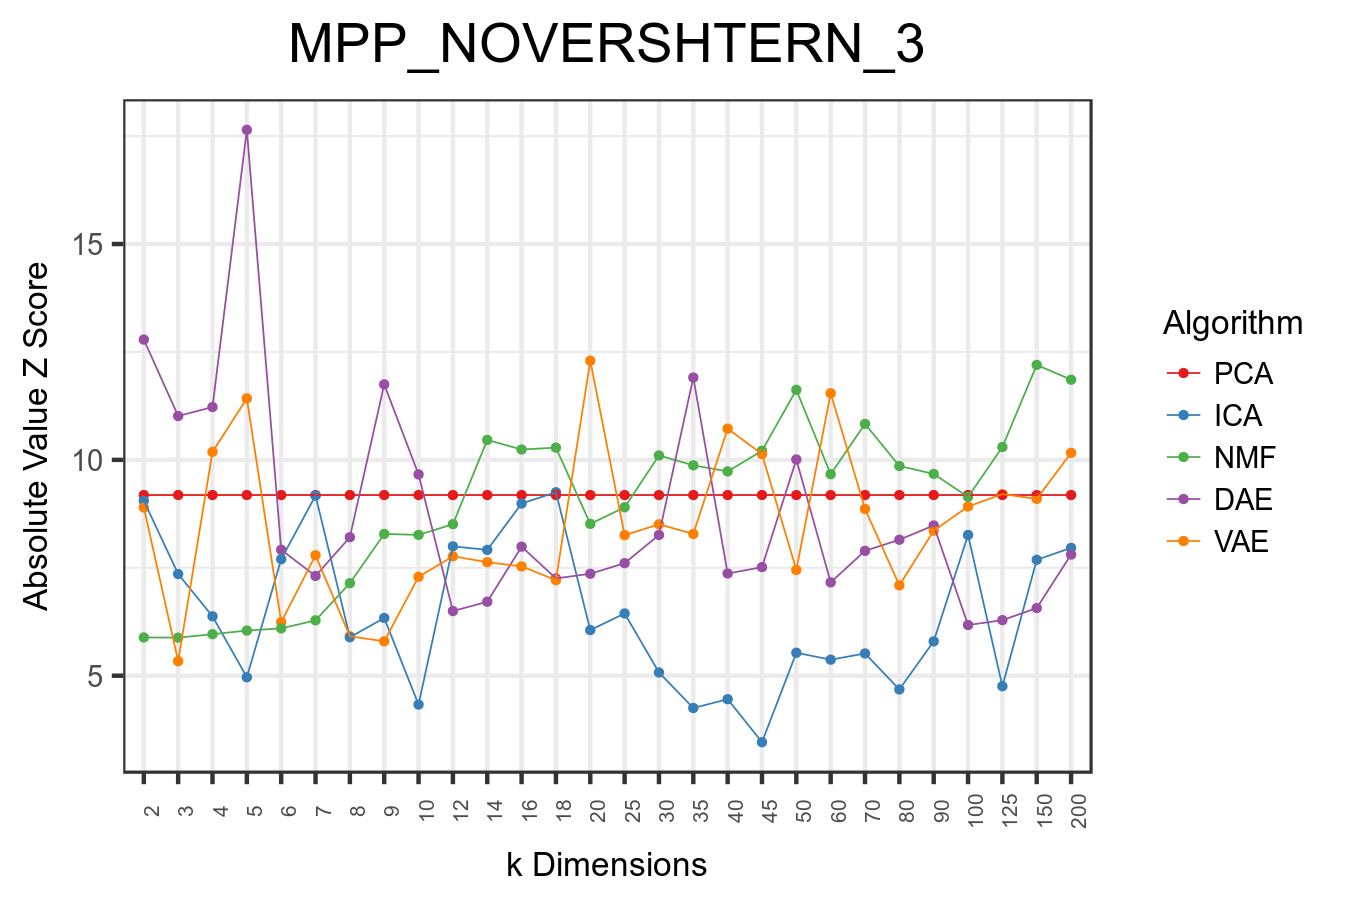 MPP_NOVERSHTERN_3
Absolute Value Z Score
15
10
5
2 3 4 5 6 7 8 9 10 12 14 16 18 20 25 30 35 40 45 50 60 70 80 90 100 125 150 200
k Dimensions
Algorithm
PCA
ICA
NMF
DAE
VAE